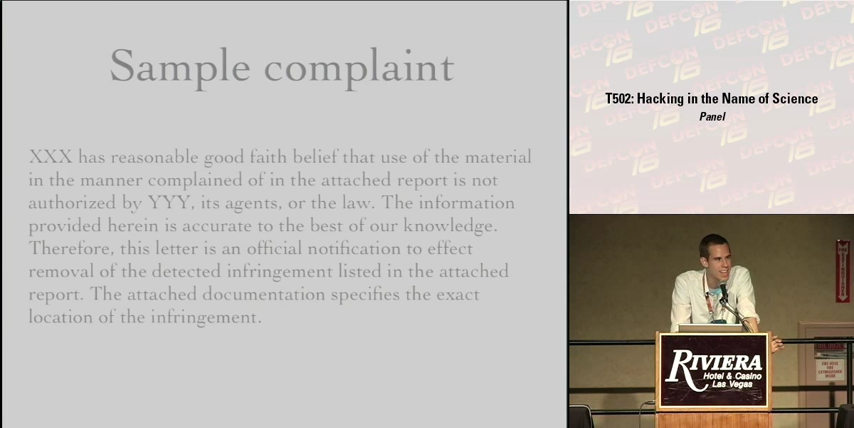 Sample complaint
XXX has reasonable good faith belief that use of the material
in the manner complained of in the attached report is not
authorized by YYY, its agents, or the law. The information
provided herein is accurate to the best of our knowledge.
Therefore, this letter is an official notification to effect
removal of the detected infringement listed in the attached
report. The attached documentation specifies the exact
location of the infringement.
DEFCON 16
T502: Hacking in the Name of Science
Panel
RIVIERA
Hotel & Casino
Las Vegas